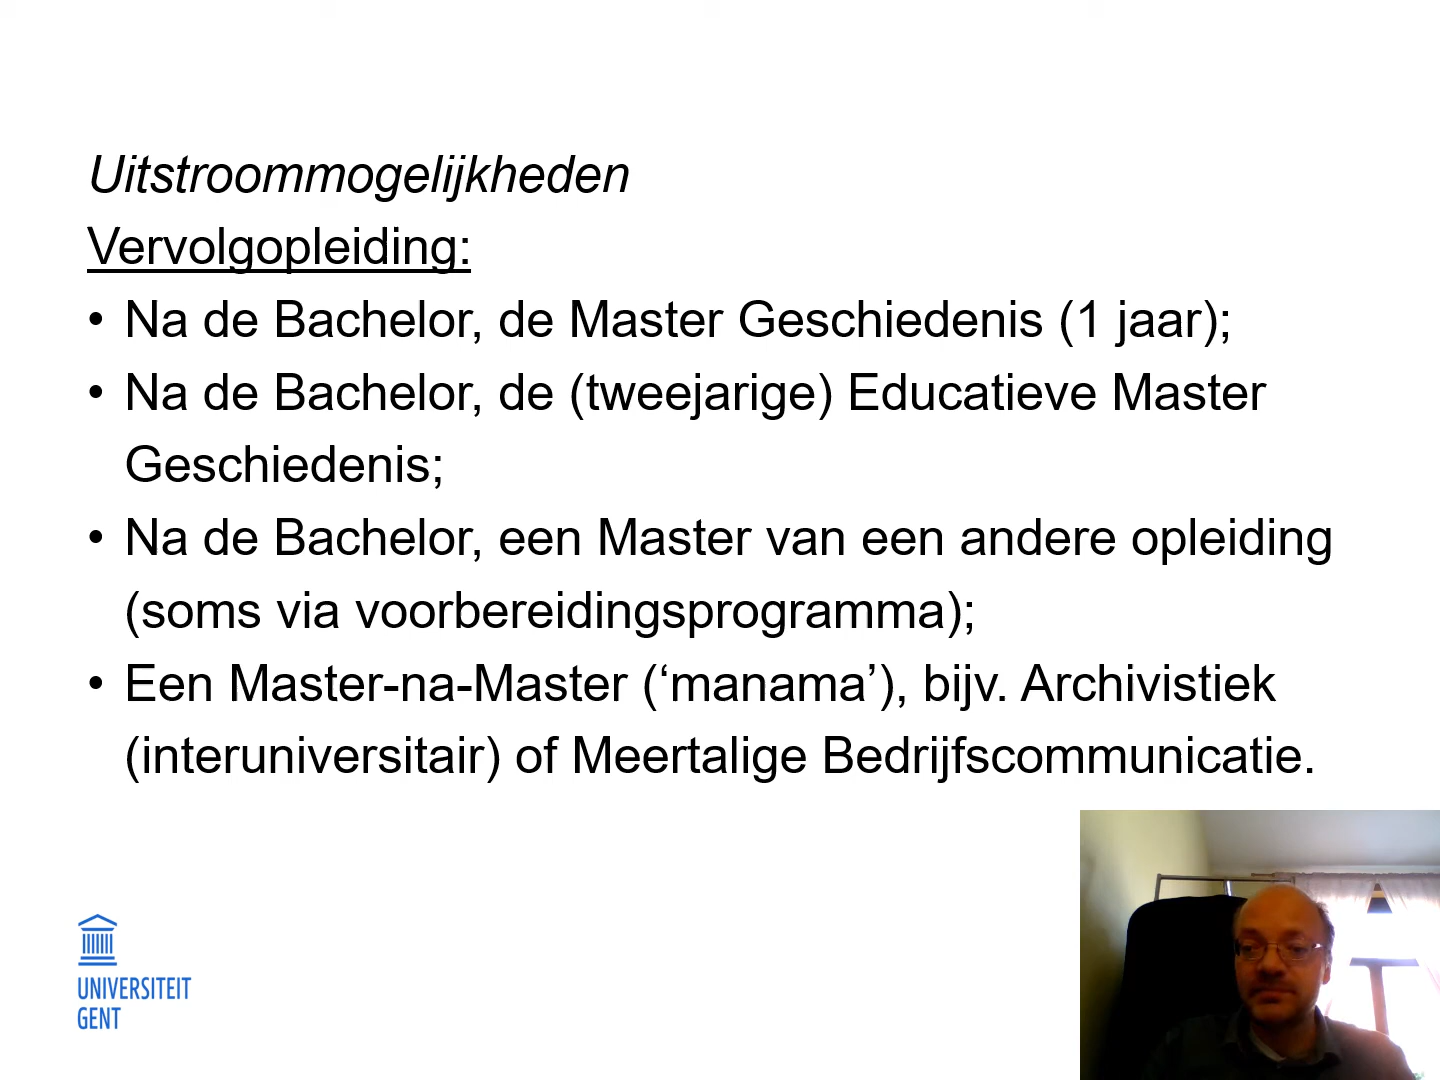 Uitstroommogelijkheden
Vervolgopleiding:
• Na de Bachelor, de Master Geschiedenis (1 jaar);
• Na de Bachelor, de (tweejarige) Educatieve Master
Geschiedenis;
• Na de Bachelor, een Master van een andere opleiding
(soms via voorbereidingsprogramma);
• Een Master-na-Master (‘manama’), bijv. Archivistiek
(interuniversitair) of Meertalige Bedrijfscommunicatie.
UNIVERSITEIT
GENT